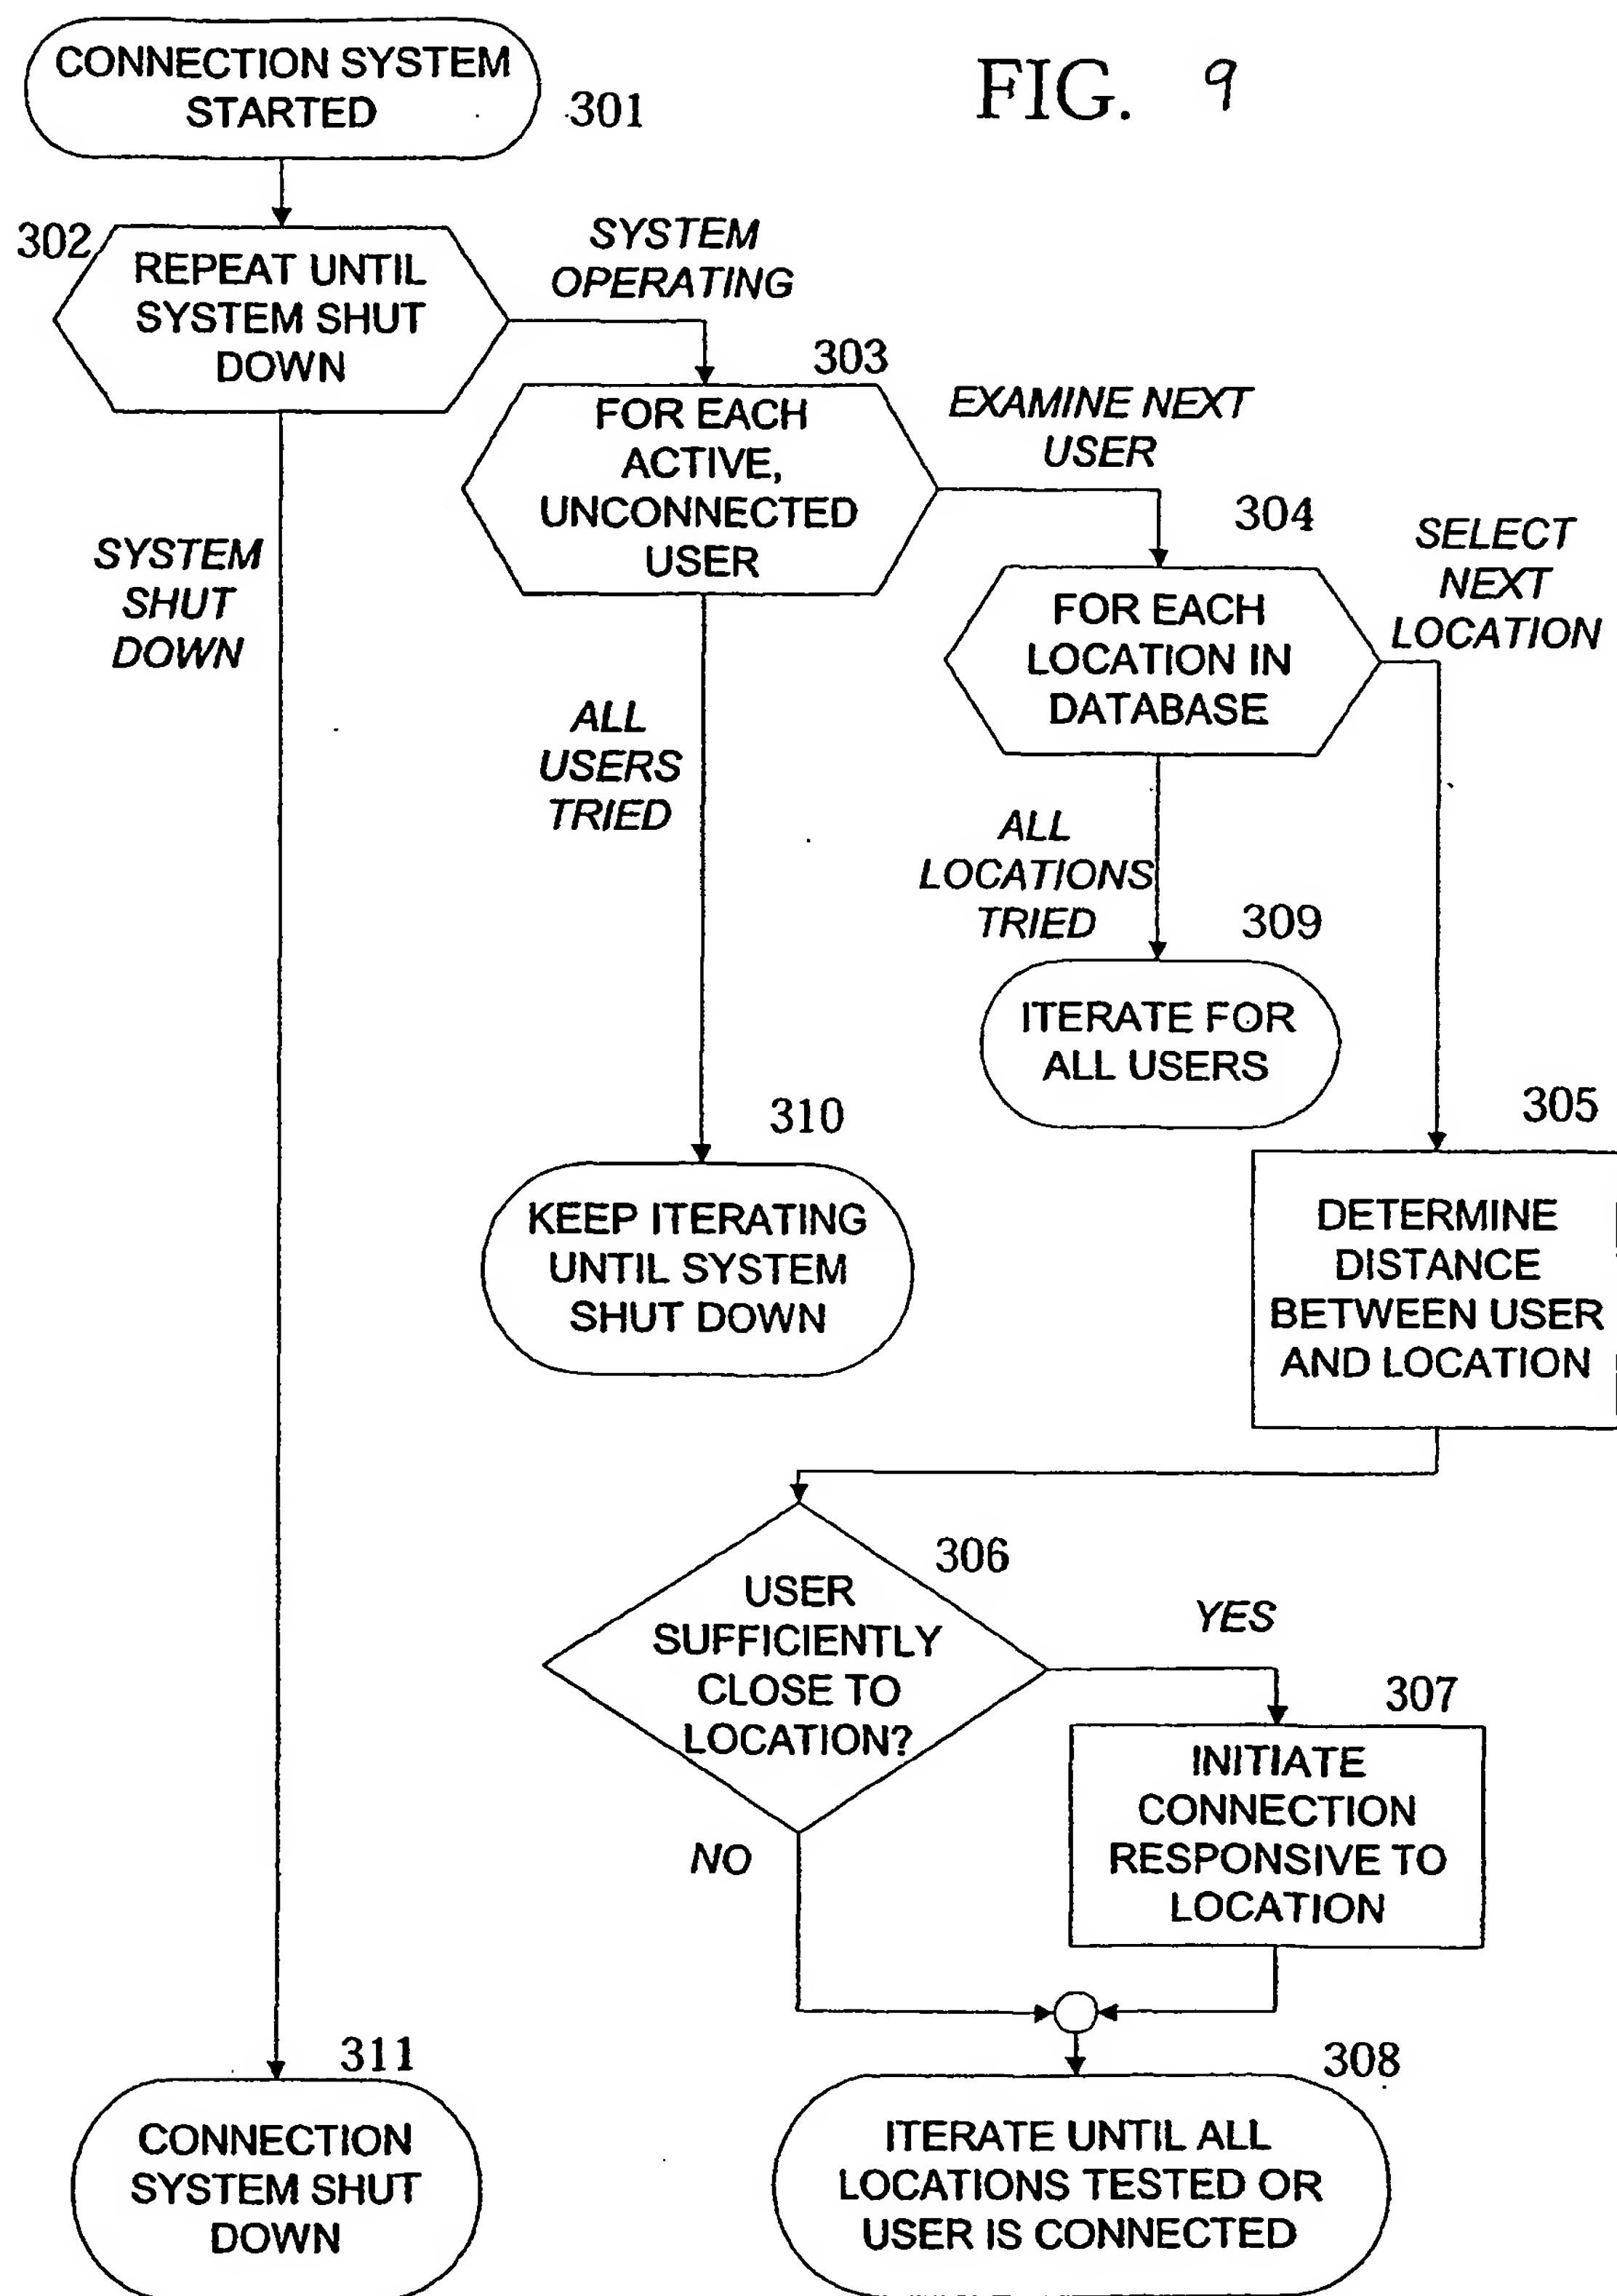 CONNECTION SYSTEM
STARTED
301
FIG. 9
302
REPEAT UNTIL
SYSTEM SHUT
DOWN
SYSTEM
OPERATING
303
FOR EACH
ACTIVE,
UNCONNECTED
USER
EXAMINE NEXT
USER
304
FOR EACH
LOCATION IN
DATABASE
SELECT
NEXT
LOCATION
SYSTEM
SHUT
DOWN
ALL
USERS
TRIED
ALL
LOCATIONS
TRIED
309
ITERATE FOR
ALL USERS
310
KEEP ITERATING
UNTIL SYSTEM
SHUT DOWN
305
DETERMINE
DISTANCE
BETWEEN USER
AND LOCATION
306
USER
SUFFICIENTLY
CLOSE TO
LOCATION?
YES
307
INITIATE
CONNECTION
RESPONSIVE TO
LOCATION
NO
308
ITERATE UNTIL ALL
LOCATIONS TESTED OR
USER IS CONNECTED
311
CONNECTION
SYSTEM SHUT
DOWN